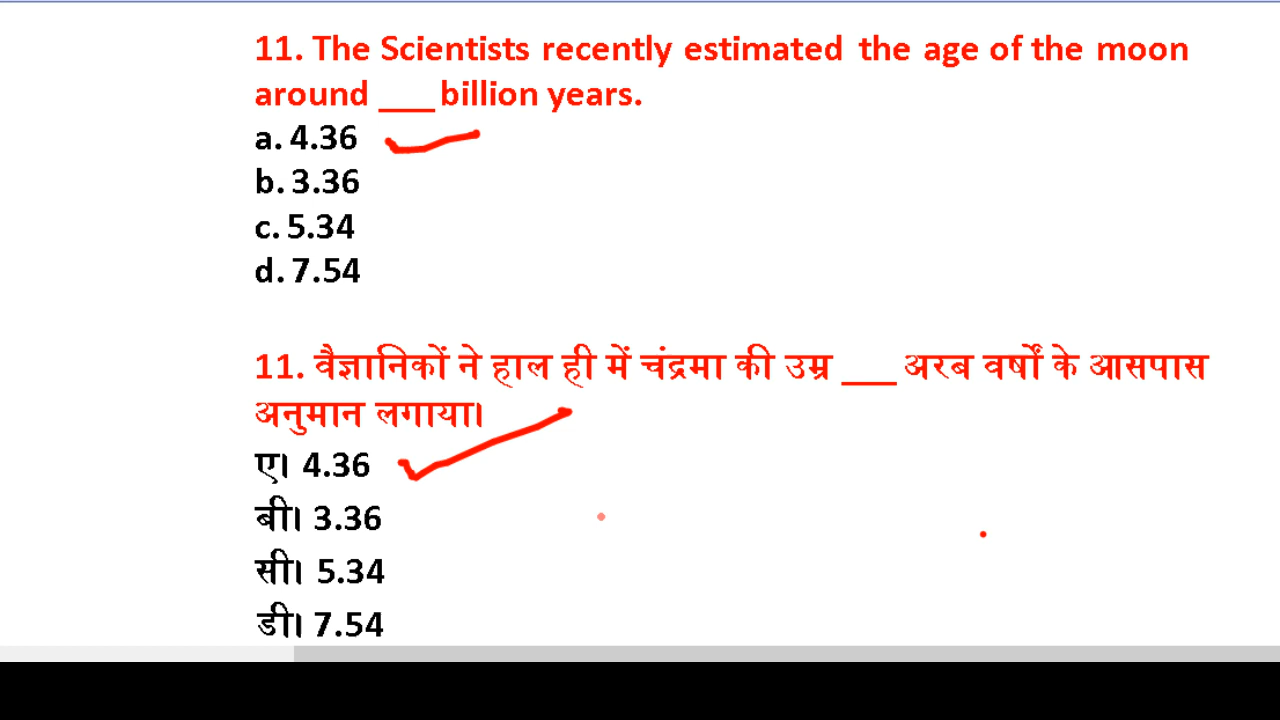 11. The Scientists recently estimated the age of the moon
around ___ billion years.
a. 4.36
b. 3.36
c. 5.34
d. 7.54
11. वैज्ञानिकों ने हाल ही में चंद्रमा की उम्र ___ अरब वर्षों के आसपास
अनुमान लगाया।
ए। 4.36
बी। 3.36
सी। 5.34
डी। 7.54